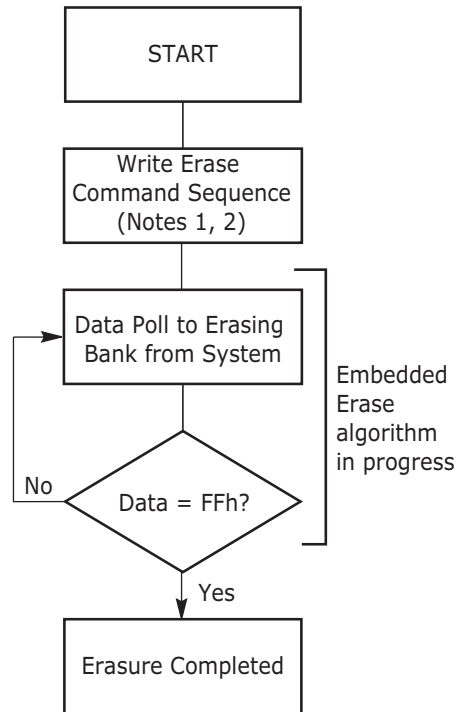 START
Write Erase
Command Sequence
(Notes 1, 2)
Data Poll to Erasing
Bank from System
Embedded
Erase
algorithm
in progress
No
Data = FFh?
Yes
Erasure Completed